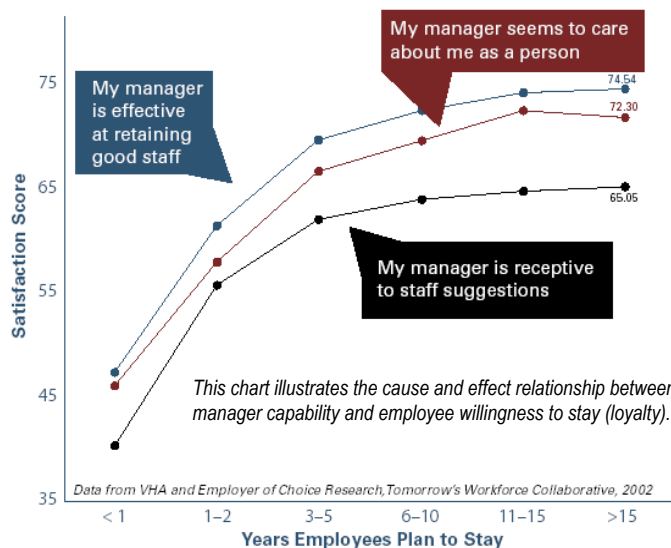 My manager seems to care
about me as a person
My manager
is effective
at retaining
good staff
75
74.54
72.30
65
65.05
Satisfaction Score
My manager is receptive
to staff suggestions
55
45
This chart illustrates the cause and effect relationship between
manager capability and employee willingness to stay (loyalty).
Data from VHA and Employer of Choice Research,Tomorrow's Workforce Collaborative, 2002
35
< 1 1–2 3–5 6–10 11–15 >15
Years Employees Plan to Stay